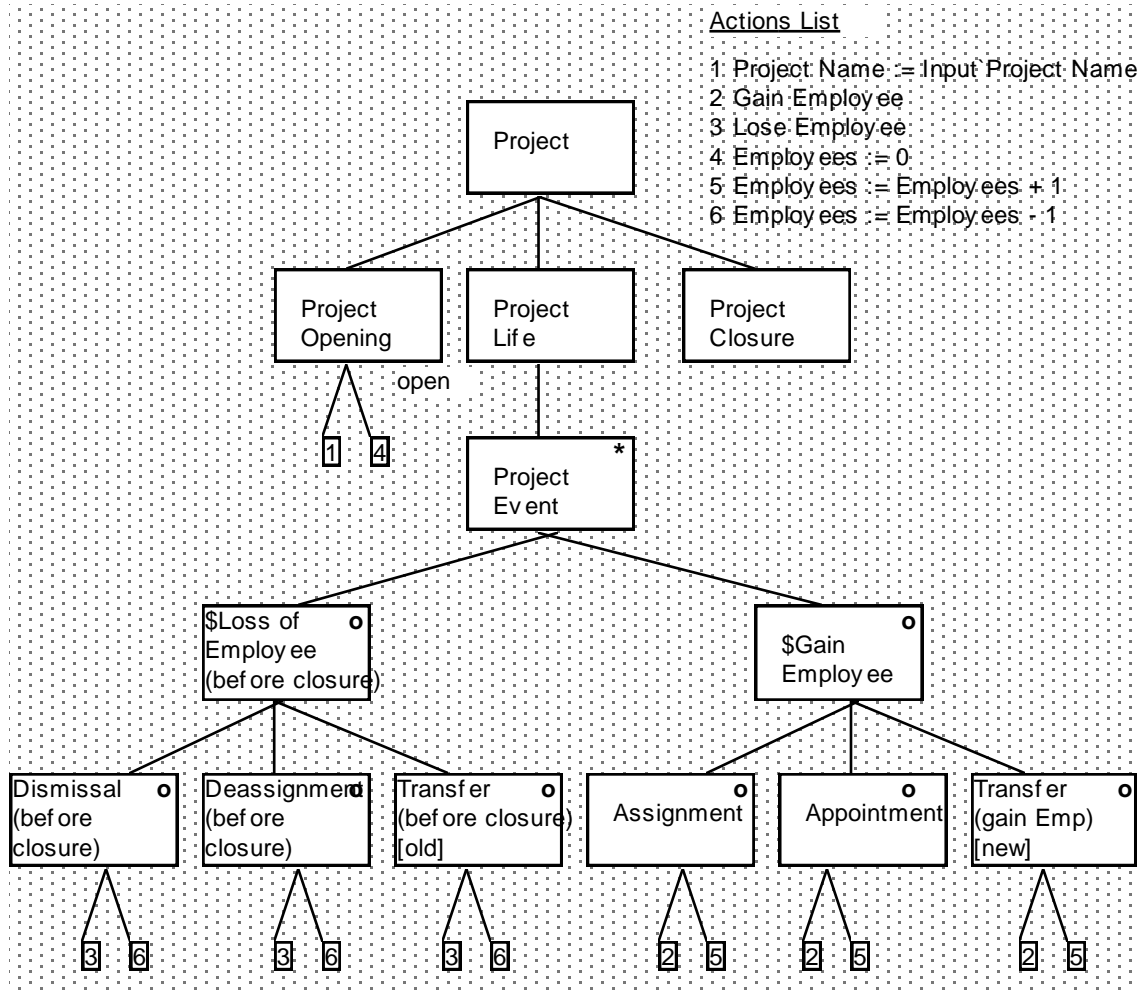 Actions List
1 Project Name := Input`Project Name
2 Gain Employee
3 Lose Employee
4 Employees := 0
5 Employees := Employees + 1
6 Employees := Employees - 1
Project
Project
Opening
Project
Life
Project
Closure
open
1 4
*
Project
Event
$Loss of o
Employee
(before closure)
o
$Gain
Employee
Dismissal o
(before
closure)
Deassignment o
(before
closure)
Transfer o
(before closure)
[old]
o
Assignment
o
Appointment
Transfer o
(gain Emp)
[new]
3 6 3 6 3 6 2 5 2 5 2 5